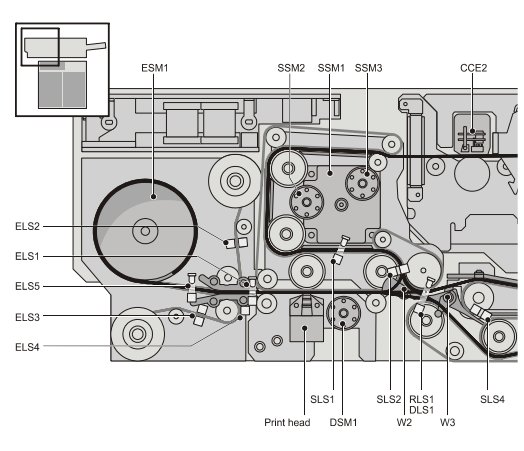 ESM1 SSM2 SSM1 SSM3 CCE2
ELS2
ELS1
ELS5
ELS3
ELS4
SLS1 SLS2 RLS1 SLS4
DLS1
Print head DSM1 W2 W3